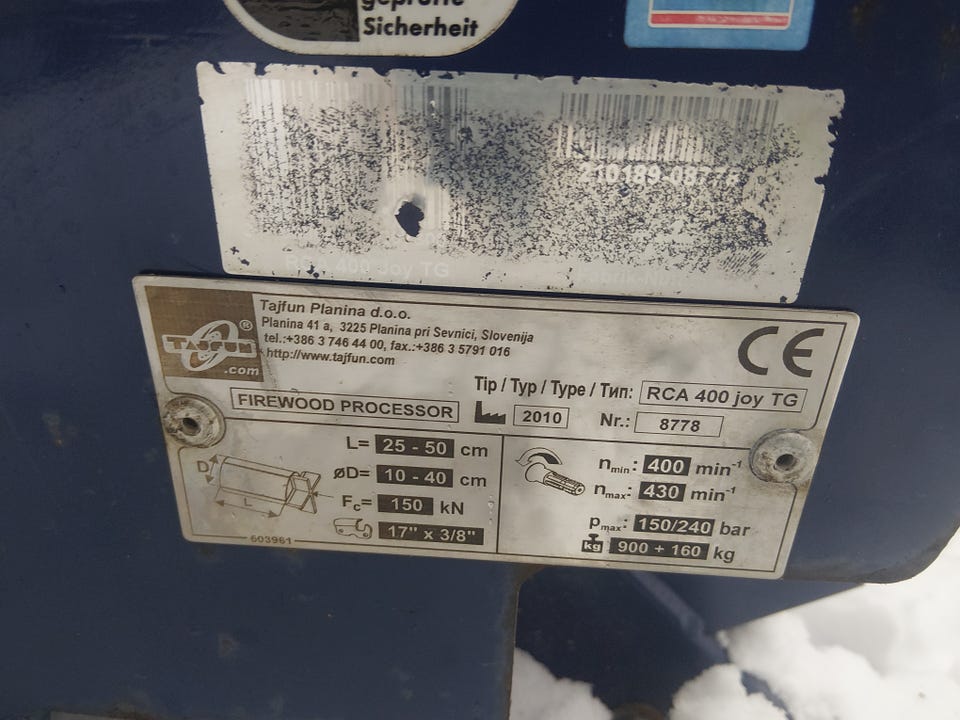 geprüfte
Sicherheit
210189-08778
RCA 400 Joy TG
TAJFUN®
.com
Tajfun Planina d.o.o.
Planina 41 a, 3225 Planina pri Sevnici, Slovenija
tel.:+386 3 746 44 00, fax.:+386 3 5791 016
http://www.tajfun.com
CE
Tip / Typ / Type / Тип: RCA 400 joy TG
FIREWOOD PROCESSOR 2010 Nr.: 8778
L= 25 - 50 cm
D
øD= 10 - 40 cm
L
Fc= 150 kN
17" x 3/8"
603961
nmin: 400 min-1
nmax: 430 min-1
pmax: 150/240 bar
kg 900 + 160 kg